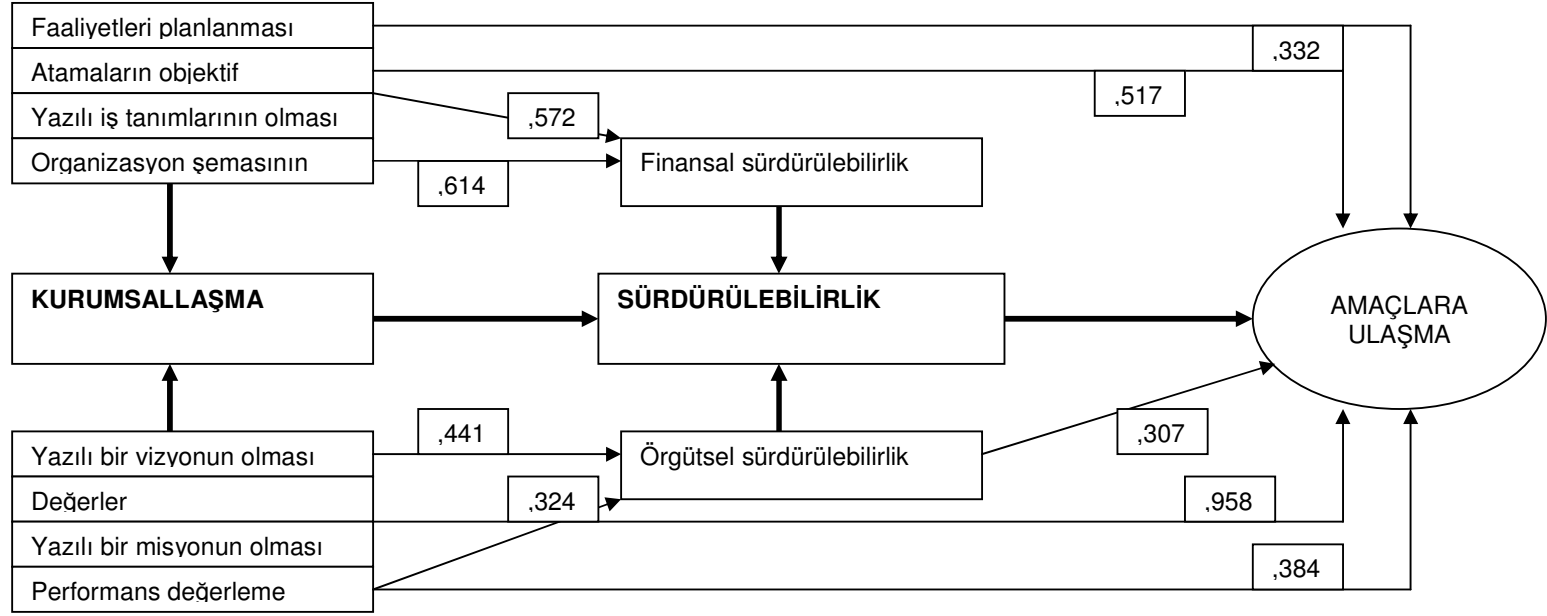 Faaliyetleri planlanması
,332
Atamaların objektif
,517
Yazılı iş tanımlarının olması
,572
Organizasyon şemasının
,614
Finansal sürdürülebilirlik
KURUMSALLAŞMA
SÜRDÜRÜLEBİLİRLİK
AMAÇLARA
ULAŞMA
,441
,307
Yazılı bir vizyonun olması
Örgütsel sürdürülebilirlik
Değerler
,324
,958
Yazılı bir misyonun olması
,384
Performans değerleme